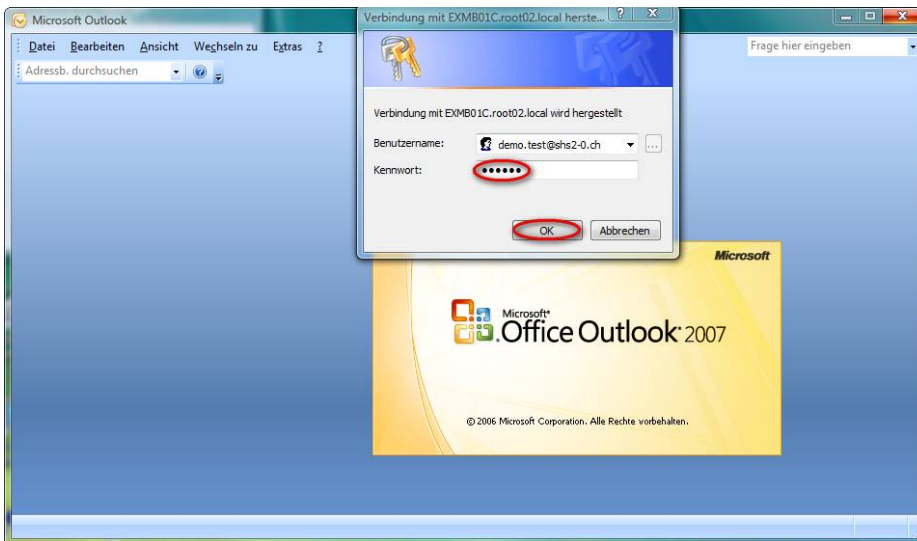 Microsoft Outlook
Verbindung mit EXMB01C.root02.local herste... ? X
Datei Bearbeiten Ansicht Wechseln zu Extras ?
Frage hier eingeben
Adressb. durchsuchen
Verbindung mit EXMB01C.root02.local wird hergestellt
Benutzername: demo.test@shs2-0.ch ...
Kennwort: ••••••
OK Abbrechen
Microsoft
Microsoft®
Office Outlook® 2007
© 2006 Microsoft Corporation. Alle Rechte vorbehalten.